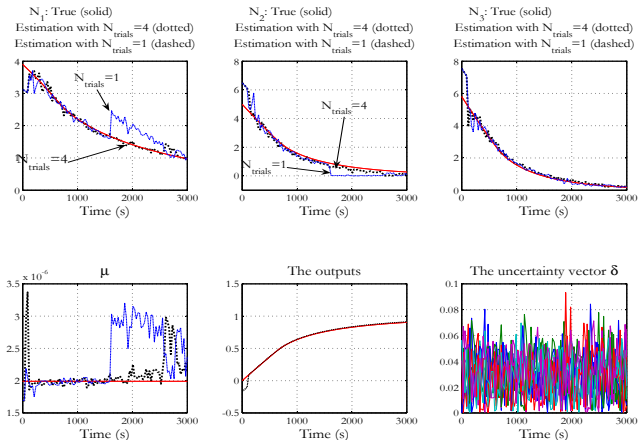 N1: True (solid)
Estimation with Ntrials=4 (dotted)
Estimation with Ntrials=1 (dashed)
4
3
2
1
0
Ntrials=1
Ntrials=4
0 1000 2000 3000
Time (s)
N2: True (solid)
Estimation with Ntrials=4 (dotted)
Estimation with Ntrials=1 (dashed)
8
6
4
2
0
Ntrials=4
Ntrials=1
0 1000 2000 3000
Time (s)
N3: True (solid)
Estimation with Ntrials=4 (dotted)
Estimation with Ntrials=1 (dashed)
8
6
4
2
0
0 1000 2000 3000
Time (s)
μ
x 10-6
3.5
3
2.5
2
1.5
0 1000 2000 3000
Time (s)
The outputs
1.5
1
0.5
0
-0.5
0 1000 2000 3000
Time (s)
The uncertainty vector δ
0.1
0.08
0.06
0.04
0.02
0
0 1000 2000 3000
Time (s)